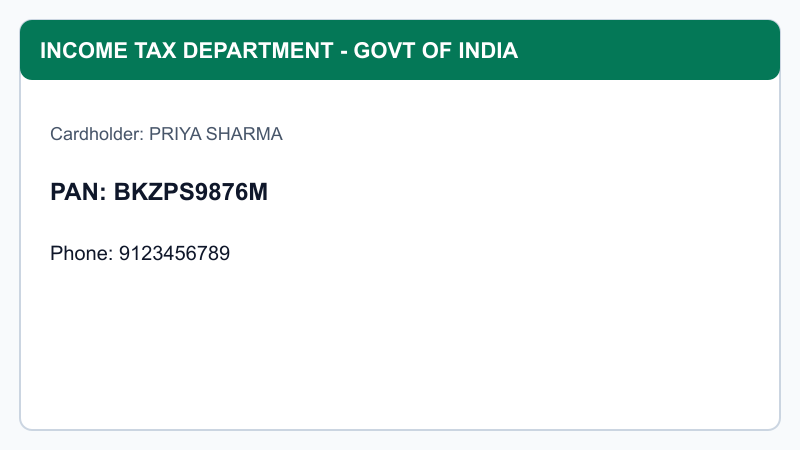 INCOME TAX DEPARTMENT - GOVT OF INDIA
Cardholder: PRIYA SHARMA
PAN: BKZPS9876M
Phone: 9123456789